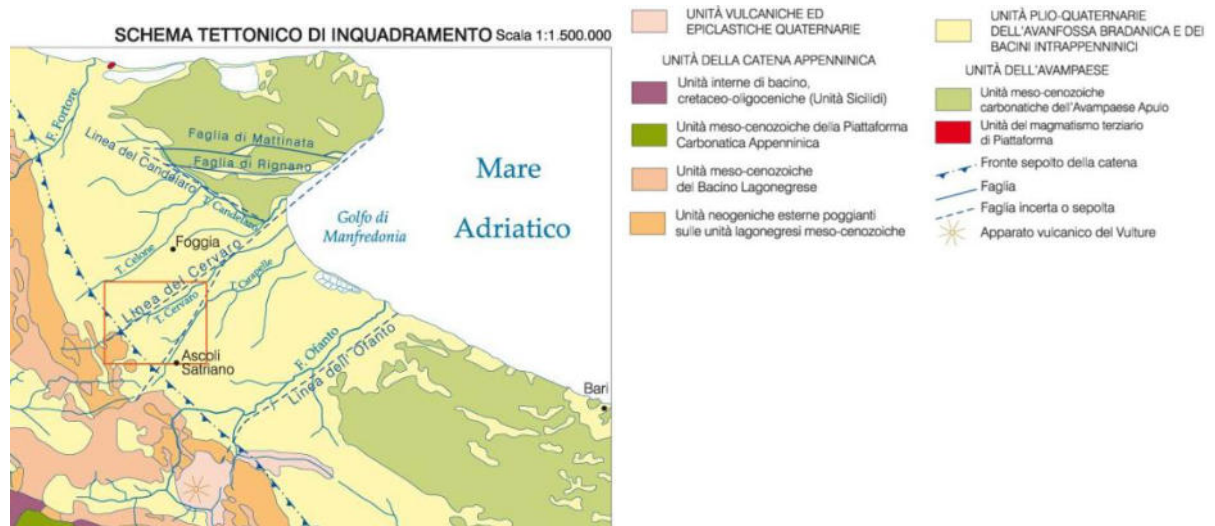 SCHEMA TETTONICO DI INQUADRAMENTO Scala 1:1.500.000
F. Fortore
Faglia di Mattinata
Faglia di Rignano
Linea del Candelaro
T. Candelaro
Mare
Adriatico
Golfo di
Manfredonia
Foggia
T. Celone
Linea del Cervaro
T. Cervaro
T. Carapelle
Ascoli
Satriano
F. Ofanto
Linea dell'Ofanto
Bari
UNITÀ VULCANICHE ED
EPICLASTICHE QUATERNARIE
UNITÀ DELLA CATENA APPENNINICA
Unità interne di bacino,
cretaceo-oligoceniche (Unità Sicilidi)
Unità meso-cenozoiche della Piattaforma
Carbonatica Appenninica
Unità meso-cenozoiche
del Bacino Lagonegrese
Unità neogeniche esterne poggianti
sulle unità lagonegresi meso-cenozoiche
UNITÀ PLIO-QUATERNARIE
DELL'AVANFOSSA BRADANICA E DEI
BACINI INTRAPPENNINICI
UNITÀ DELL'AVAMPAESE
Unità meso-cenozoiche
carbonatiche dell'Avampaese Apulo
Unità del magmatismo terziario
di Piattaforma
Fronte sepolto della catena
Faglia
Faglia incerta o sepolta
Apparato vulcanico del Vulture